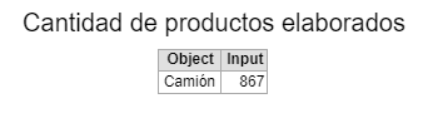 Cantidad de productos elaborados
Object Input
Camión 867